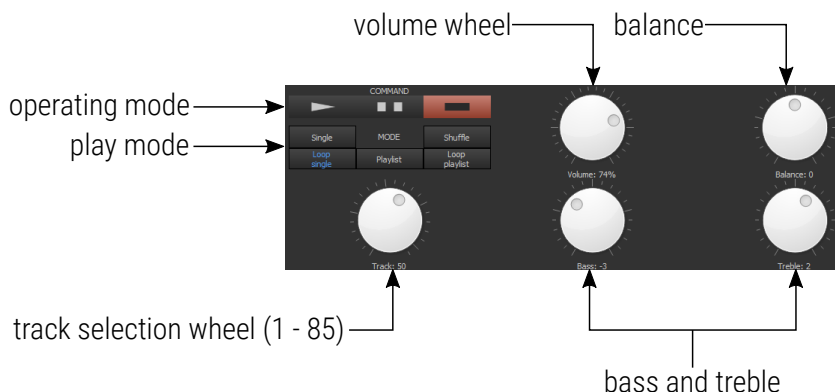 volume wheel
balance
operating mode
play mode
COMMAND
Single
MODE
Shuffle
Loop
single
Playlist
Loop
playlist
Volume: 74%
Balance: 0
Track: 50
Bass: -3
Treble: 2
track selection wheel (1 - 85)
bass and treble